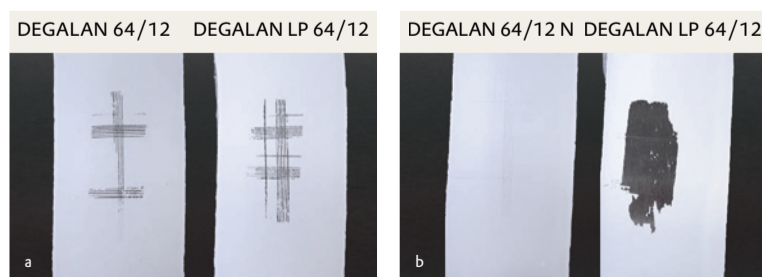 DEGALAN 64/12 DEGALAN LP 64/12
a
DEGALAN 64/12 N DEGALAN LP 64/12
b